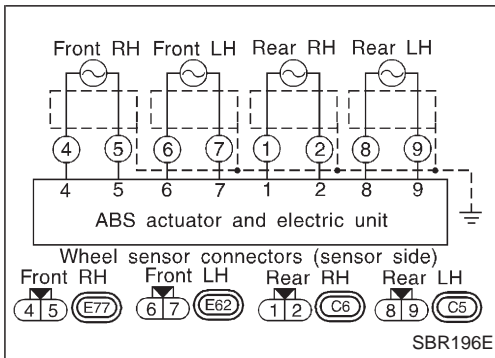 Front RH Front LH Rear RH Rear LH
4 5 6 7 1 2 8 9
4 5 6 7 1 2 8 9
ABS actuator and electric unit
Wheel sensor connectors (sensor side)
Front RH Front LH Rear RH Rear LH
4 5 E77 6 7 E62 1 2 C6 8 9 C5
SBR196E